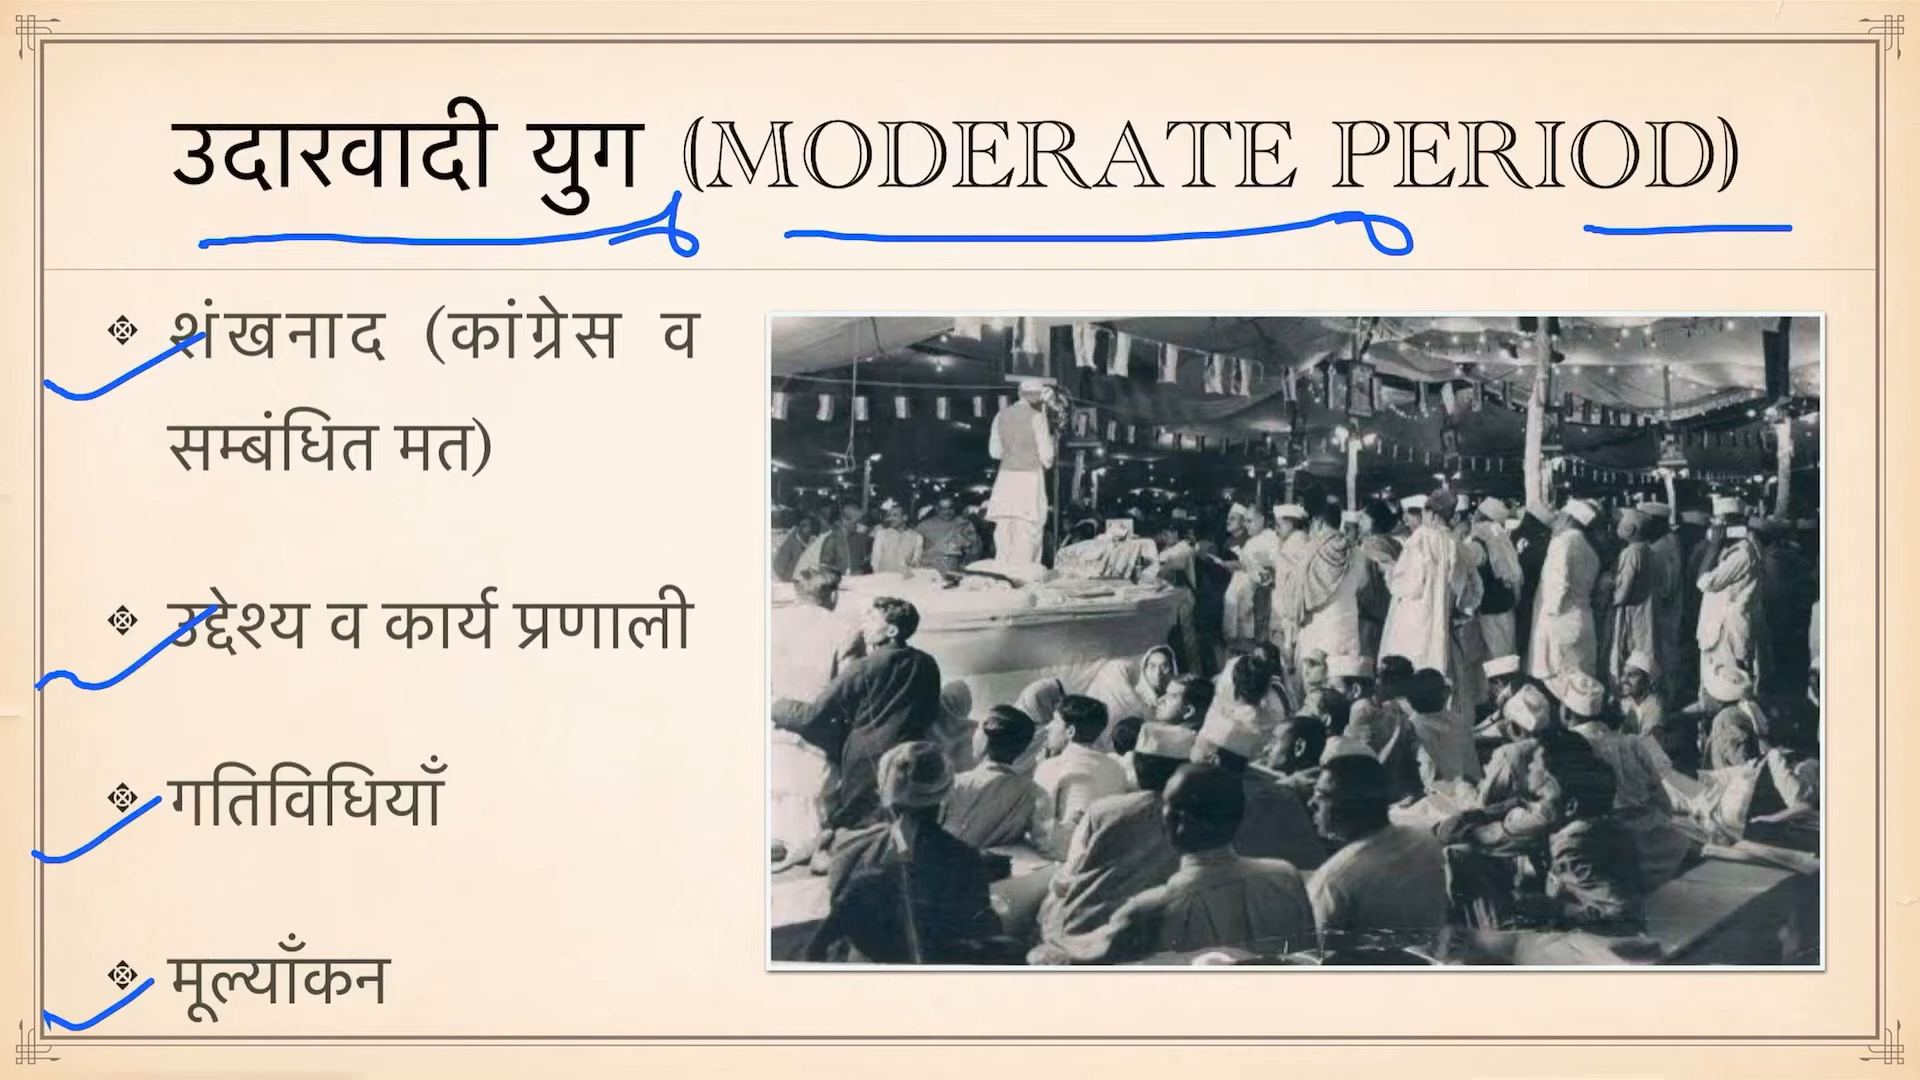 उदारवादी युग (MODERATE PERIOD)
शंखनाद (कांग्रेस व
सम्बंधित मत)
उद्देश्य व कार्य प्रणाली
गतिविधियाँ
मूल्याँकन